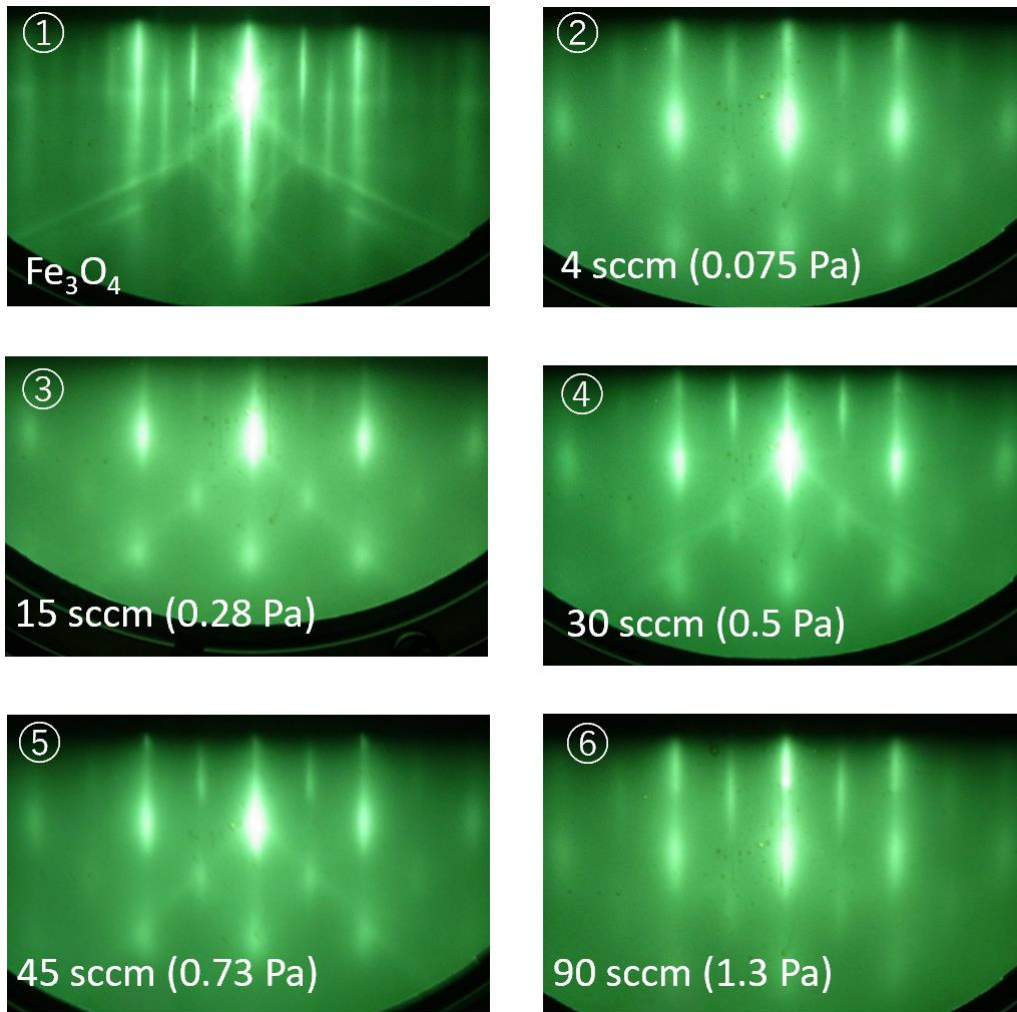 ①
Fe₃O₄
②
4 sccm (0.075 Pa)
③
15 sccm (0.28 Pa)
④
30 sccm (0.5 Pa)
⑤
45 sccm (0.73 Pa)
⑥
90 sccm (1.3 Pa)